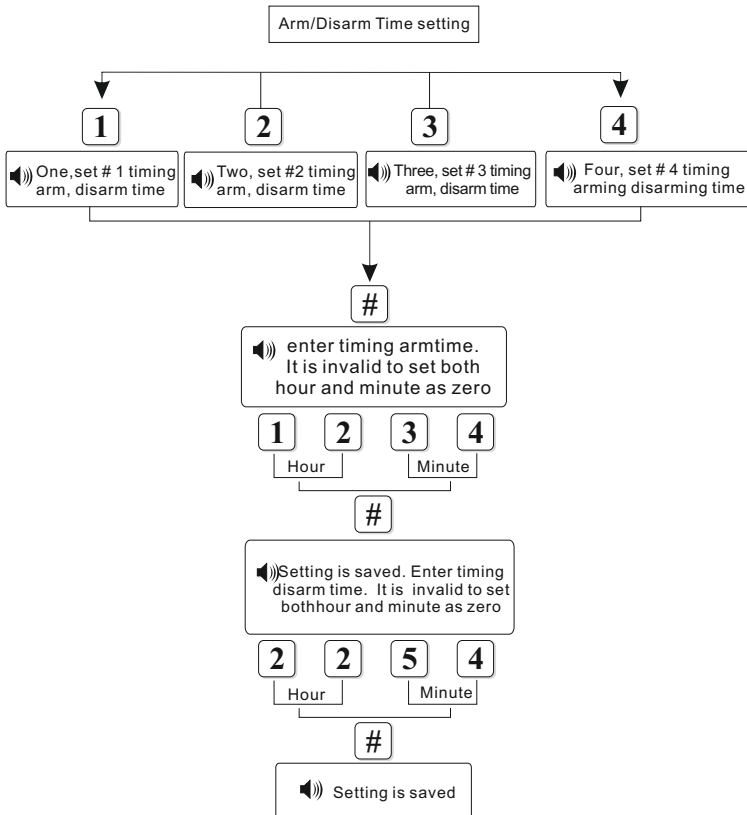 Arm/Disarm Time setting
1 2 3 4
One,set # 1 timing
arm, disarm time
Two, set #2 timing
arm, disarm time
Three, set # 3 timing
arm, disarm time
Four, set # 4 timing
arming disarming time
#
enter timing armtime.
It is invalid to set both
hour and minute as zero
1 2 3 4
Hour Minute
#
Setting is saved. Enter timing
disarm time. It is invalid to set
bothhour and minute as zero
2 2 5 4
Hour Minute
#
Setting is saved